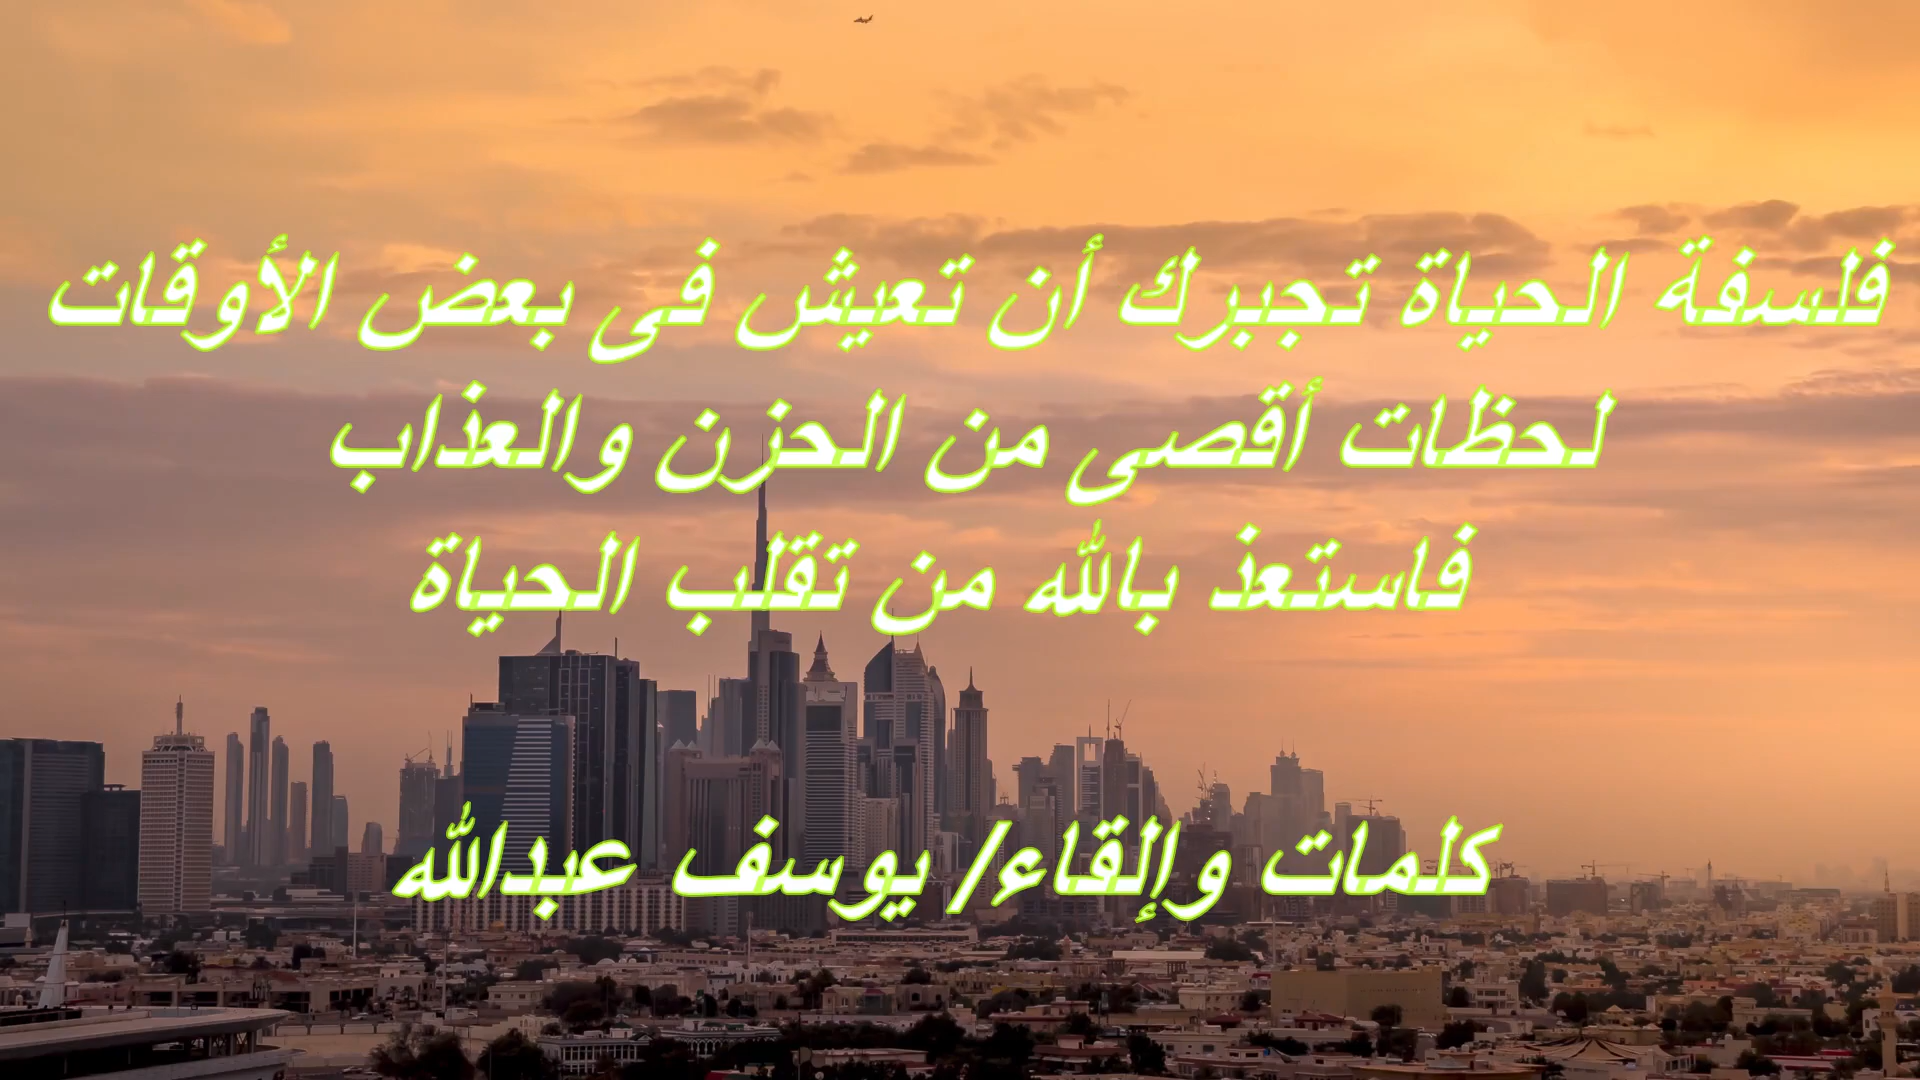 فلسفة الحياة تجبرك أن تعيش فى بعض الأوقات
لحظات أقصى من الحزن والعذاب
فاستعذ بالله من تقلب الحياة
كلمات وإلقاء/ يوسف عبدالله